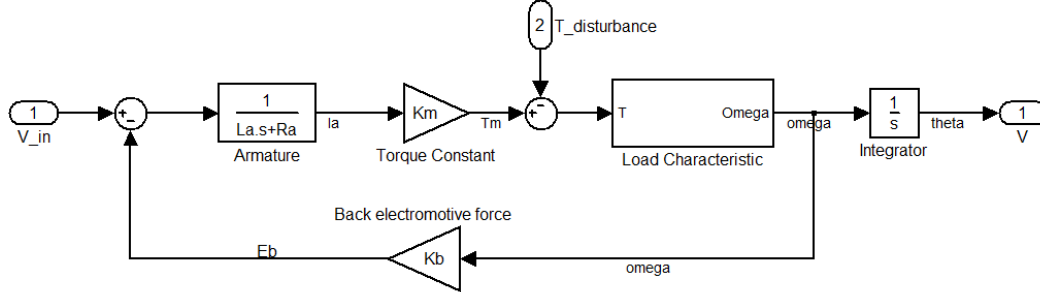 2
T_disturbance
1
V_in
+
−
1
La.s+Ra
Armature
Ia
Km
Torque Constant
Tm
−
+
T
Omega
Load Characteristic
omega
1
s
Integrator
theta
1
V
Back electromotive force
Kb
Eb
omega